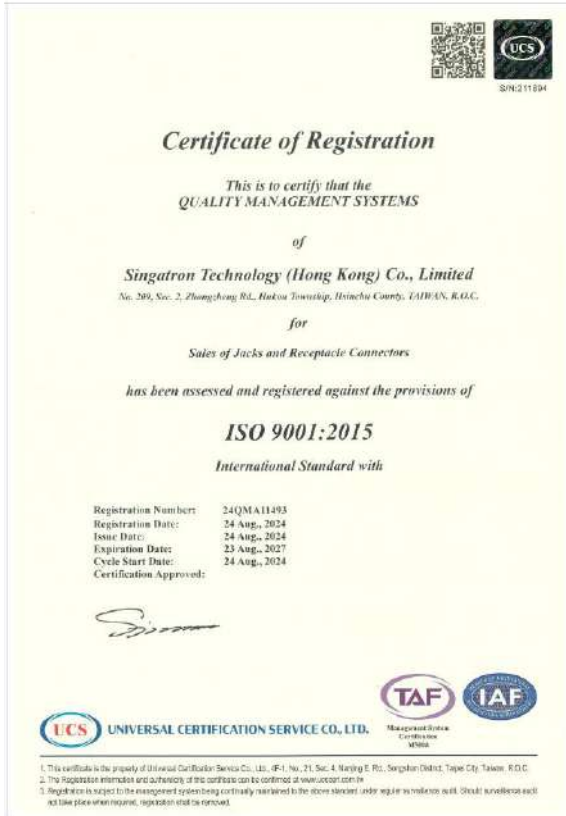 UCS
S/N:211894
Certificate of Registration
This is to certify that the
QUALITY MANAGEMENT SYSTEMS
of
Singatron Technology (Hong Kong) Co., Limited
No. 289, Sec. 2, Zhongzheng Rd., Hukou Township, Hsinchu County, TAIWAN, R.O.C.
for
Sales of Jacks and Receptacle Connectors
has been assessed and registered against the provisions of
ISO 9001:2015
International Standard with
Registration Number: 24QMA11493
Registration Date: 24 Aug., 2024
Issue Date: 24 Aug., 2024
Expiration Date: 23 Aug., 2027
Cycle Start Date: 24 Aug., 2024
Certification Approved:
TAF
IAF
Management System
Certification
UCS UNIVERSAL CERTIFICATION SERVICE CO., LTD.
1. This certificate is the property of Universal Certification Service Co., Ltd., 4F-1, No., 21, Sec. 4, Nanjing E. Rd., Songshan District, Taipei City, Taiwan, R.O.C.
2. The Registration information and authenticity of this certificate can be confirmed at
3. Registration is subject to the management system being continually maintained to the above standard under regular surveillance audit. Should surveillance audit
not take place when required, registration shall be removed.